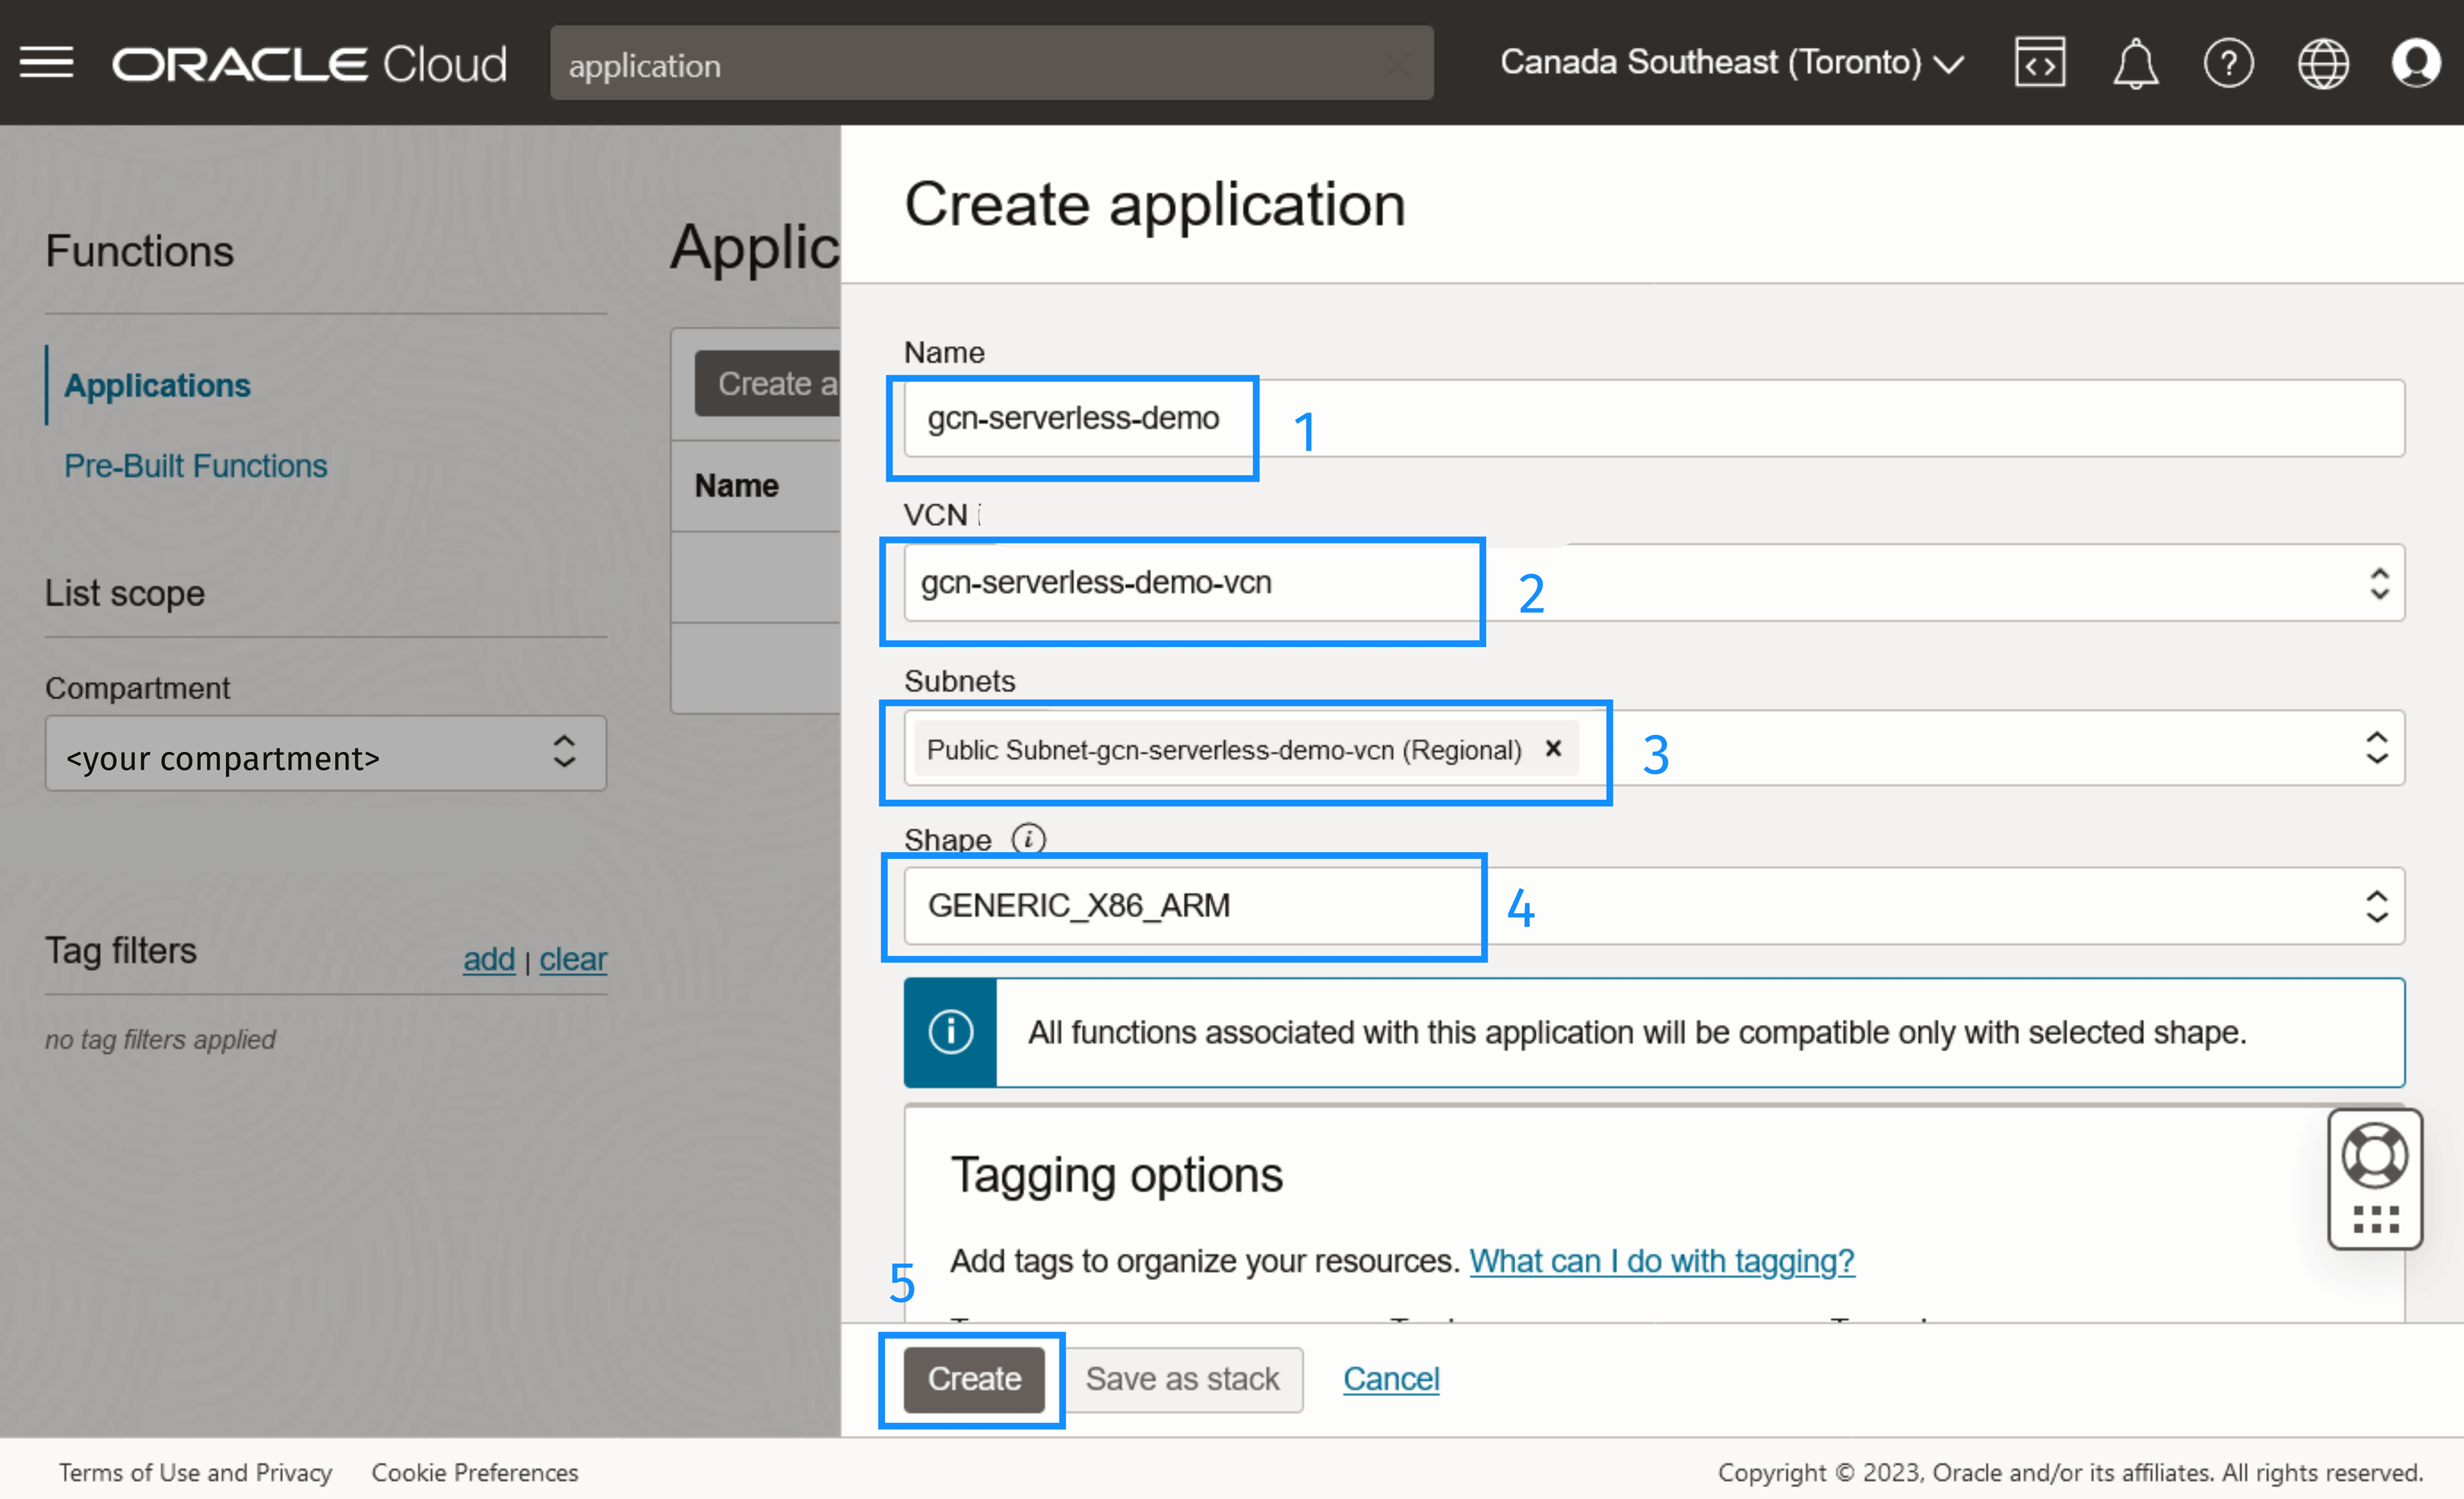 ORACLE Cloud
application
Canada Southeast (Toronto)
Functions
Applications
Pre-Built Functions
List scope
Compartment
<your compartment>
Tag filters
add | clear
no tag filters applied
Applic
Create a
Name
Create application
Name
gcn-serverless-demo
1
VCN i
gcn-serverless-demo-vcn
2
Subnets
Public Subnet-gcn-serverless-demo-vcn (Regional) ×
3
Shape i
GENERIC_X86_ARM
4
i All functions associated with this application will be compatible only with selected shape.
Tagging options
Add tags to organize your resources. What can I do with tagging?
5
Create
Save as stack
Cancel
Terms of Use and Privacy
Cookie Preferences
Copyright © 2023, Oracle and/or its affiliates. All rights reserved.